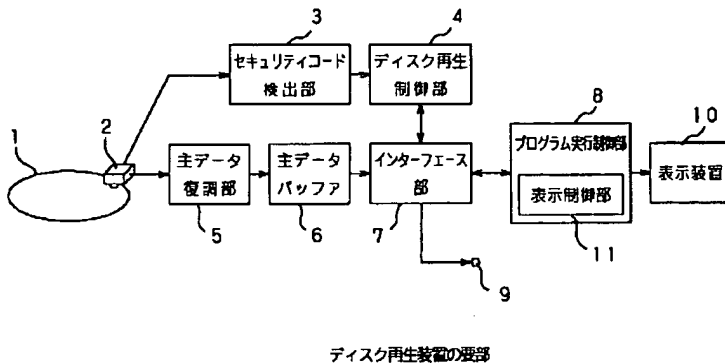 3
4
セキュリティコード
検出部
ディスク再生
制御部
8
10
1
2
主データ
復調部
主データ
バッファ
インターフェース
部
プログラム実行制御部
表示制御部
表示装置
5
6
7
11
9
ディスク再生装置の要部